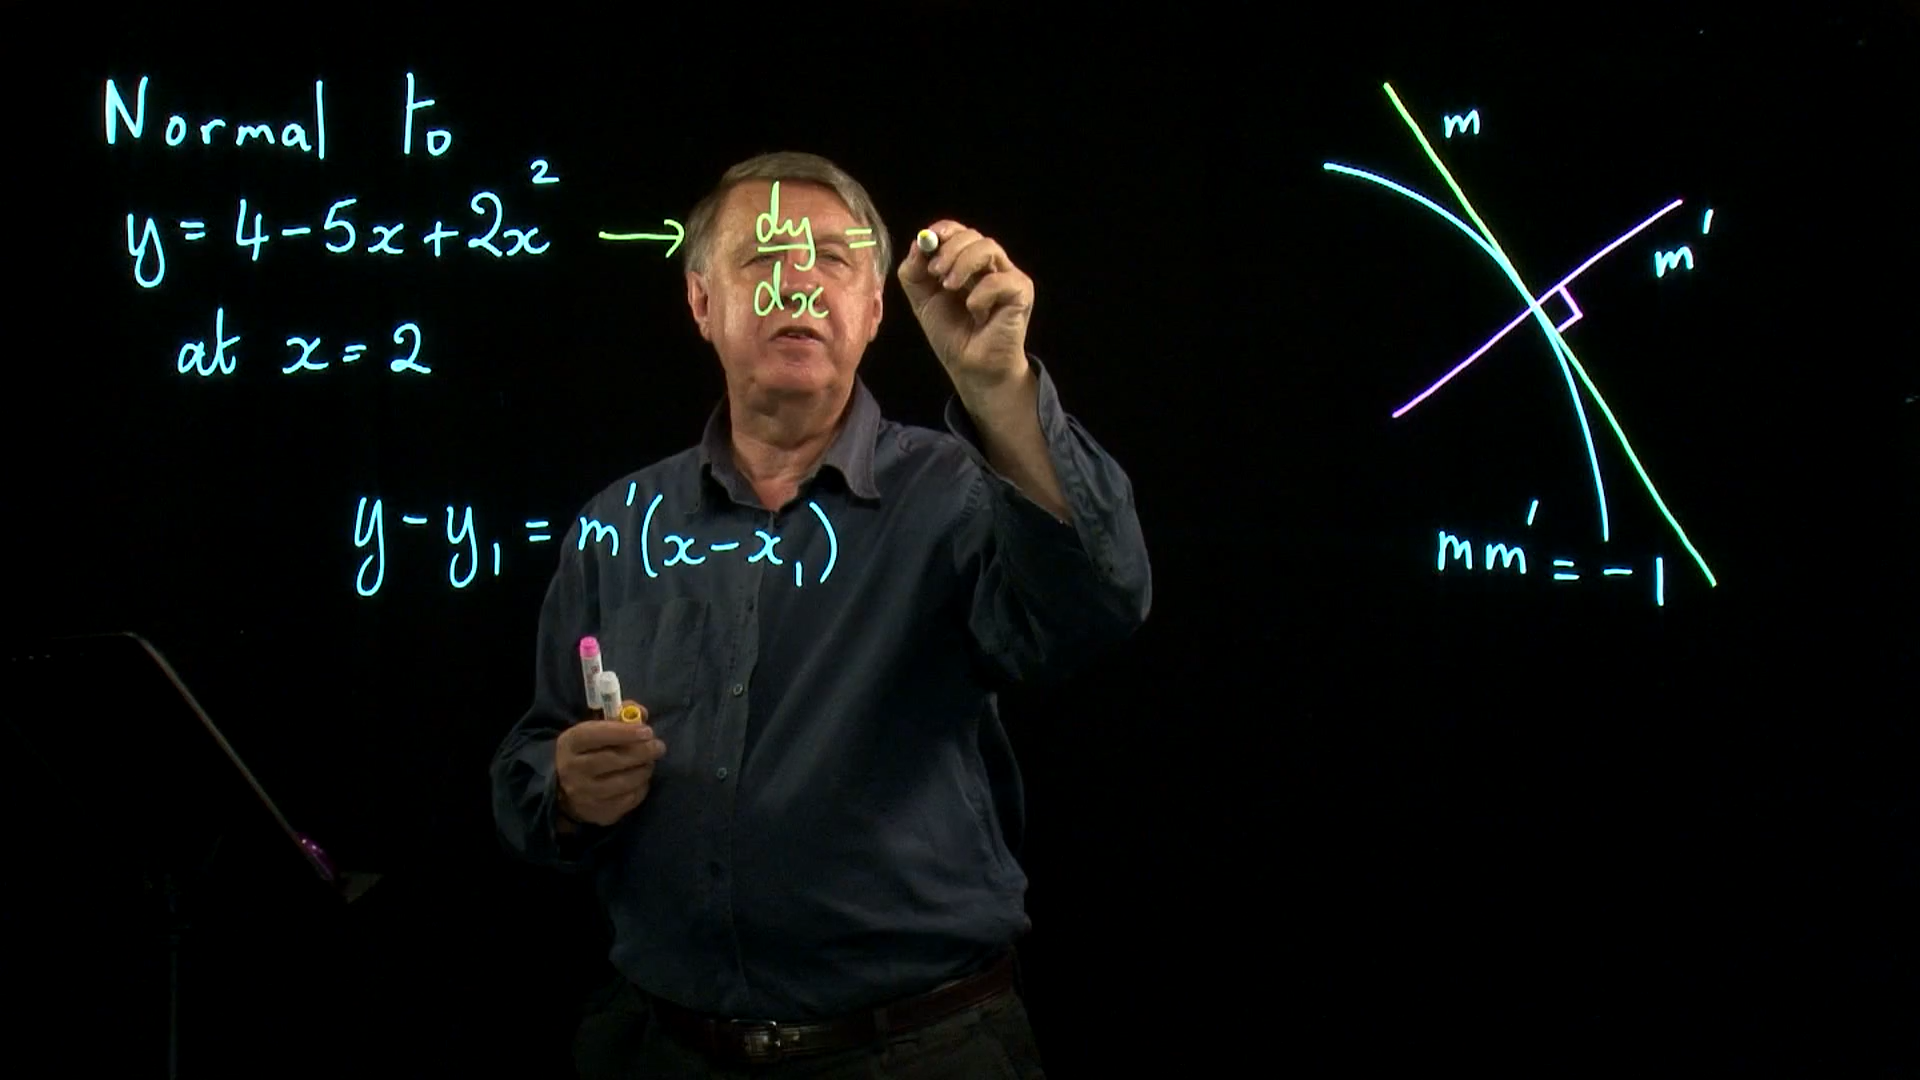 Normal to
y = 4 - 5x + 2x² → dy/dx =
at x = 2
y - y₁ = m'(x - x₁)
m
m'
mm' = -1